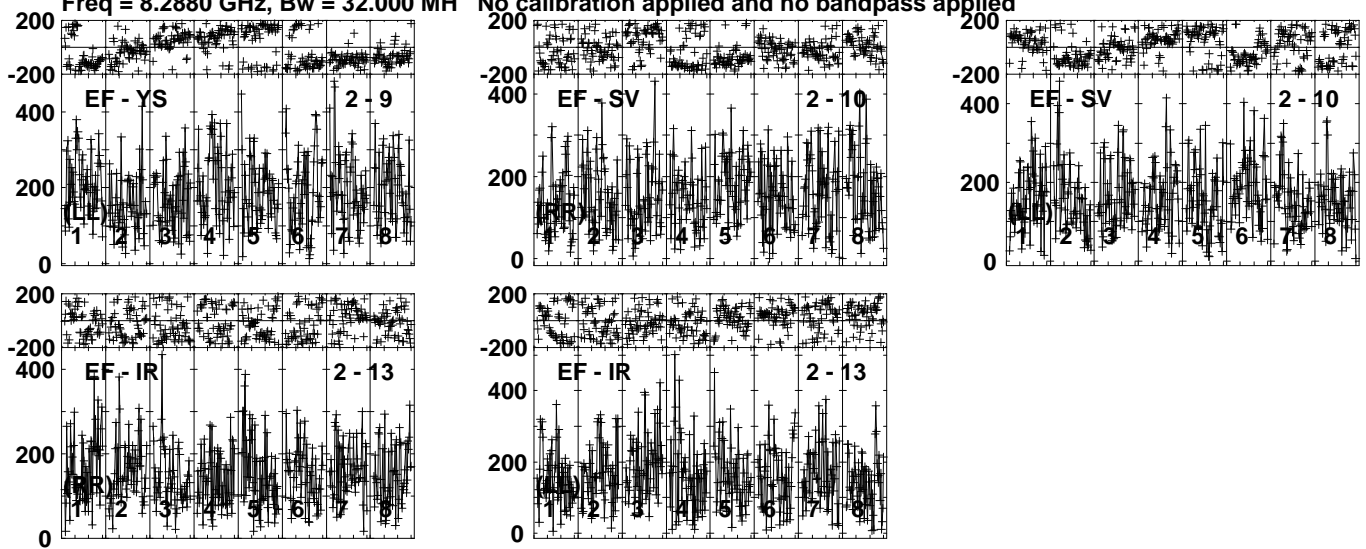 Freq = 8.2880 GHz, Bw = 32.000 MH No calibration applied and no bandpass applied
200
-200
400
200
0
EF - YS 2 - 9
(LL)
1 2 3 4 5 6 7 8
200
-200
400
200
0
EF - SV 2 - 10
(RR)
1 2 3 4 5 6 7 8
200
-200
400
200
0
EF - SV 2 - 10
(LL)
1 2 3 4 5 6 7 8
200
-200
400
200
0
EF - IR 2 - 13
(RR)
1 2 3 4 5 6 7 8
200
-200
400
200
0
EF - IR 2 - 13
(LL)
1 2 3 4 5 6 7 8